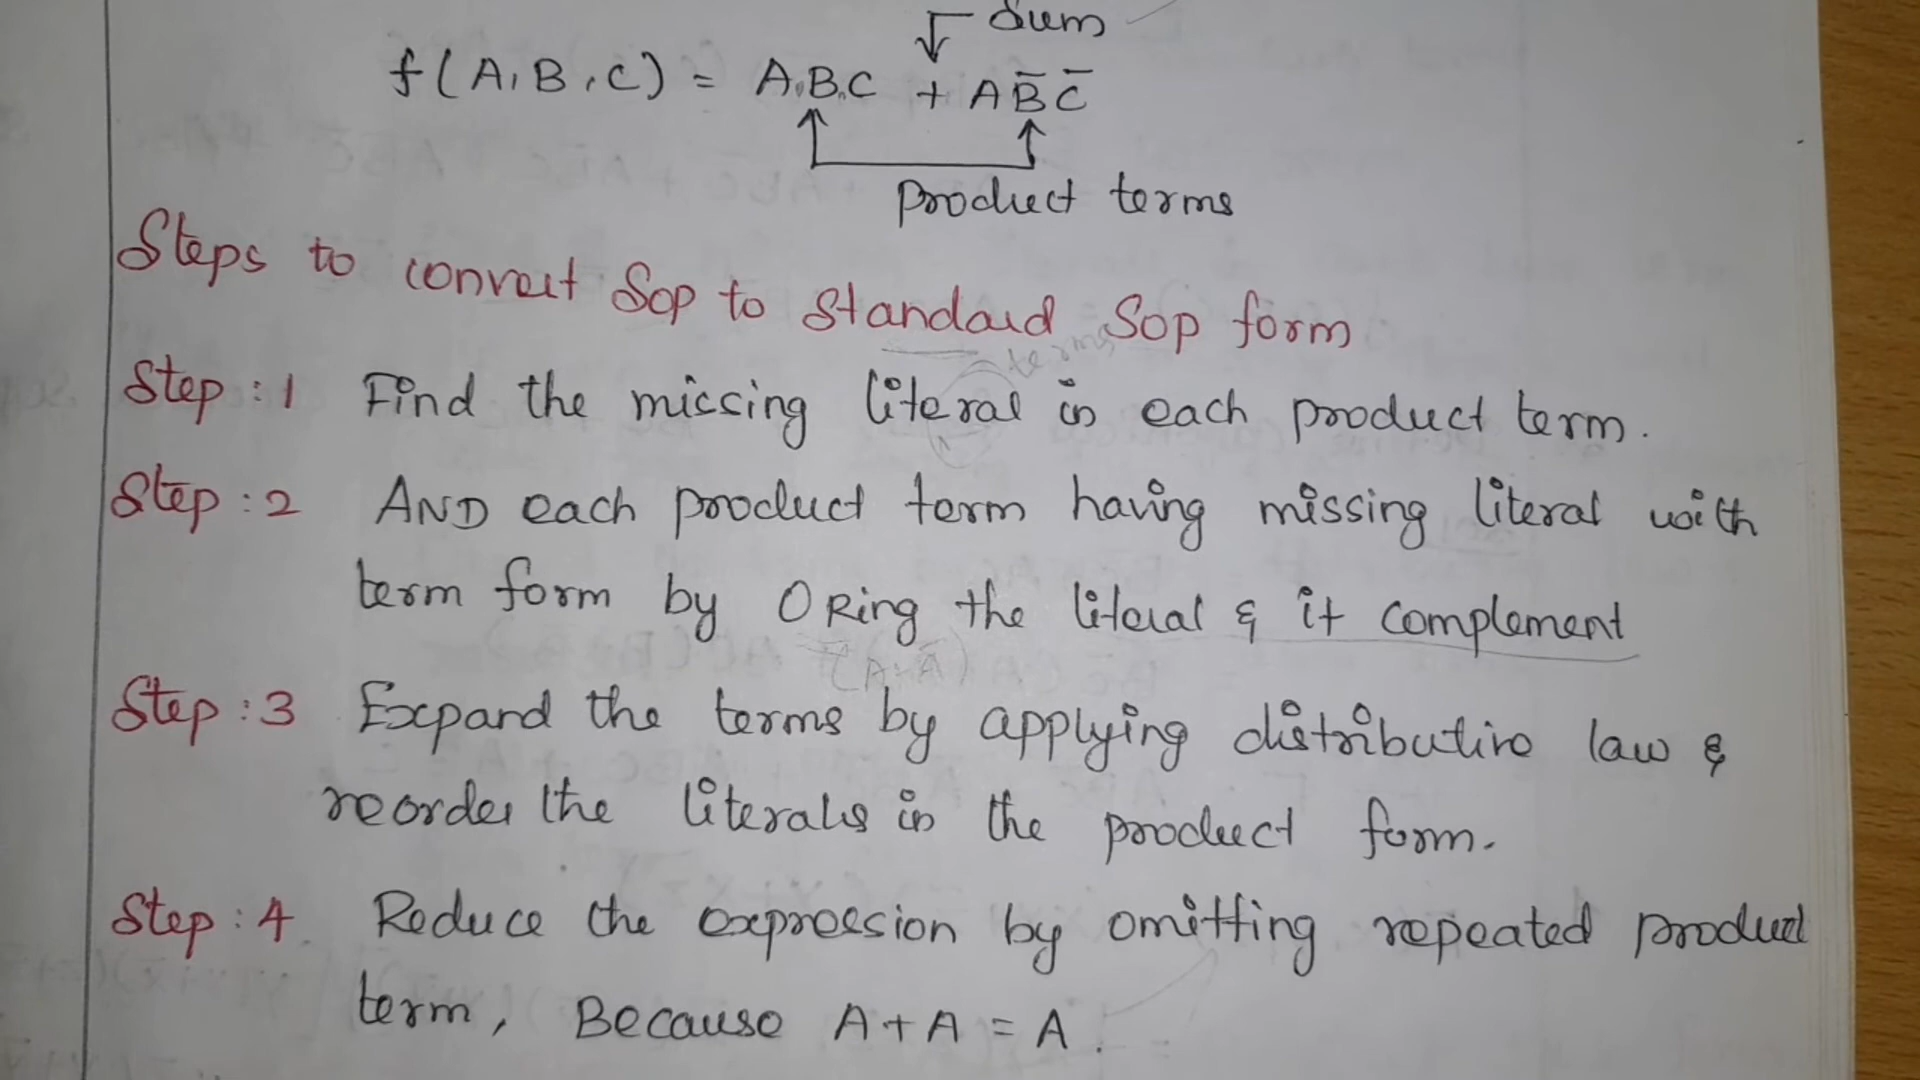 Sum
f(A,B,C) = A.B.C + AB̅C̅
Product terms
Steps to convert Sop to Standard Sop form
Step:1 Find the missing literal in each product term.
terms
Step:2 AND each product term having missing literal with
term form by ORing the literal & it complement
(A+A̅)
Step:3 Expand the terms by applying distributive law &
reorder the literals in the product form.
Step:4 Reduce the expression by omitting repeated product
term, Because A+A = A.